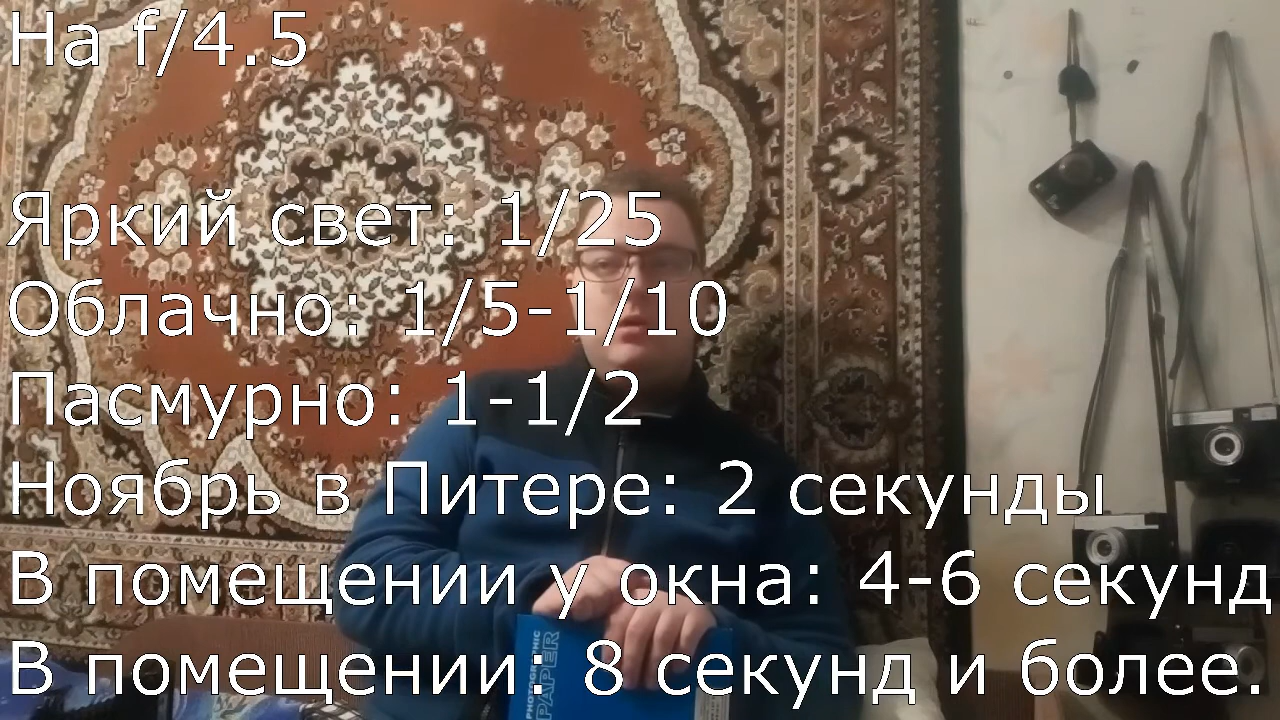 На f/4.5
Яркий свет: 1/25
Облачно: 1/5-1/10
Пасмурно: 1-1/2
Ноябрь в Питере: 2 секунды
В помещении у окна: 4-6 секунд
В помещении: 8 секунд и более.
PHOTOGRAPHIC
PAPER